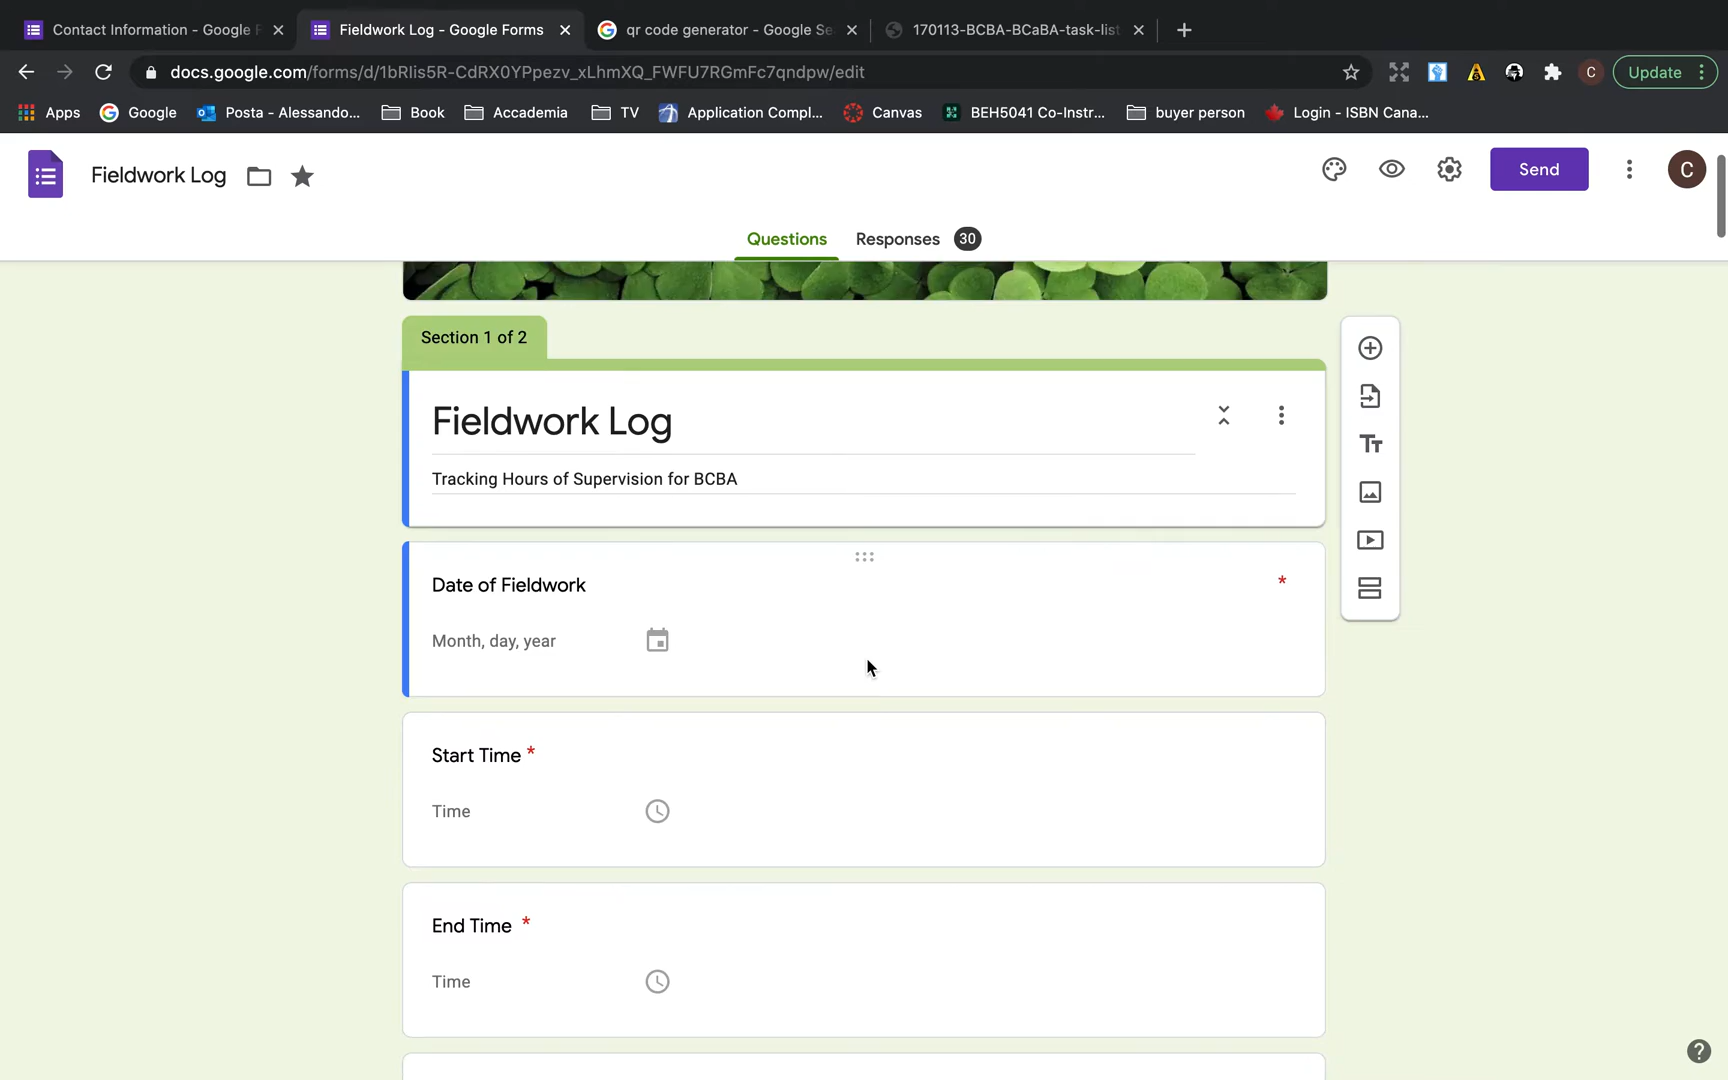 Contact Information - Google F
Fieldwork Log - Google Forms
qr code generator - Google Se
170113-BCBA-BCaBA-task-list
docs.google.com/forms/d/1bRlis5R-CdRX0YPpezv_xLhmXQ_FWFU7RGmFc7qndpw/edit
C
Update
Apps
Google
Posta - Alessando...
Book
Accademia
TV
Application Compl...
Canvas
BEH5041 Co-Instr...
buyer person
Login - ISBN Cana...
Fieldwork Log
Send
C
Questions
Responses 30
Section 1 of 2
Fieldwork Log
Tracking Hours of Supervision for BCBA
Tт
Date of Fieldwork *
Month, day, year
Start Time *
Time
End Time *
Time